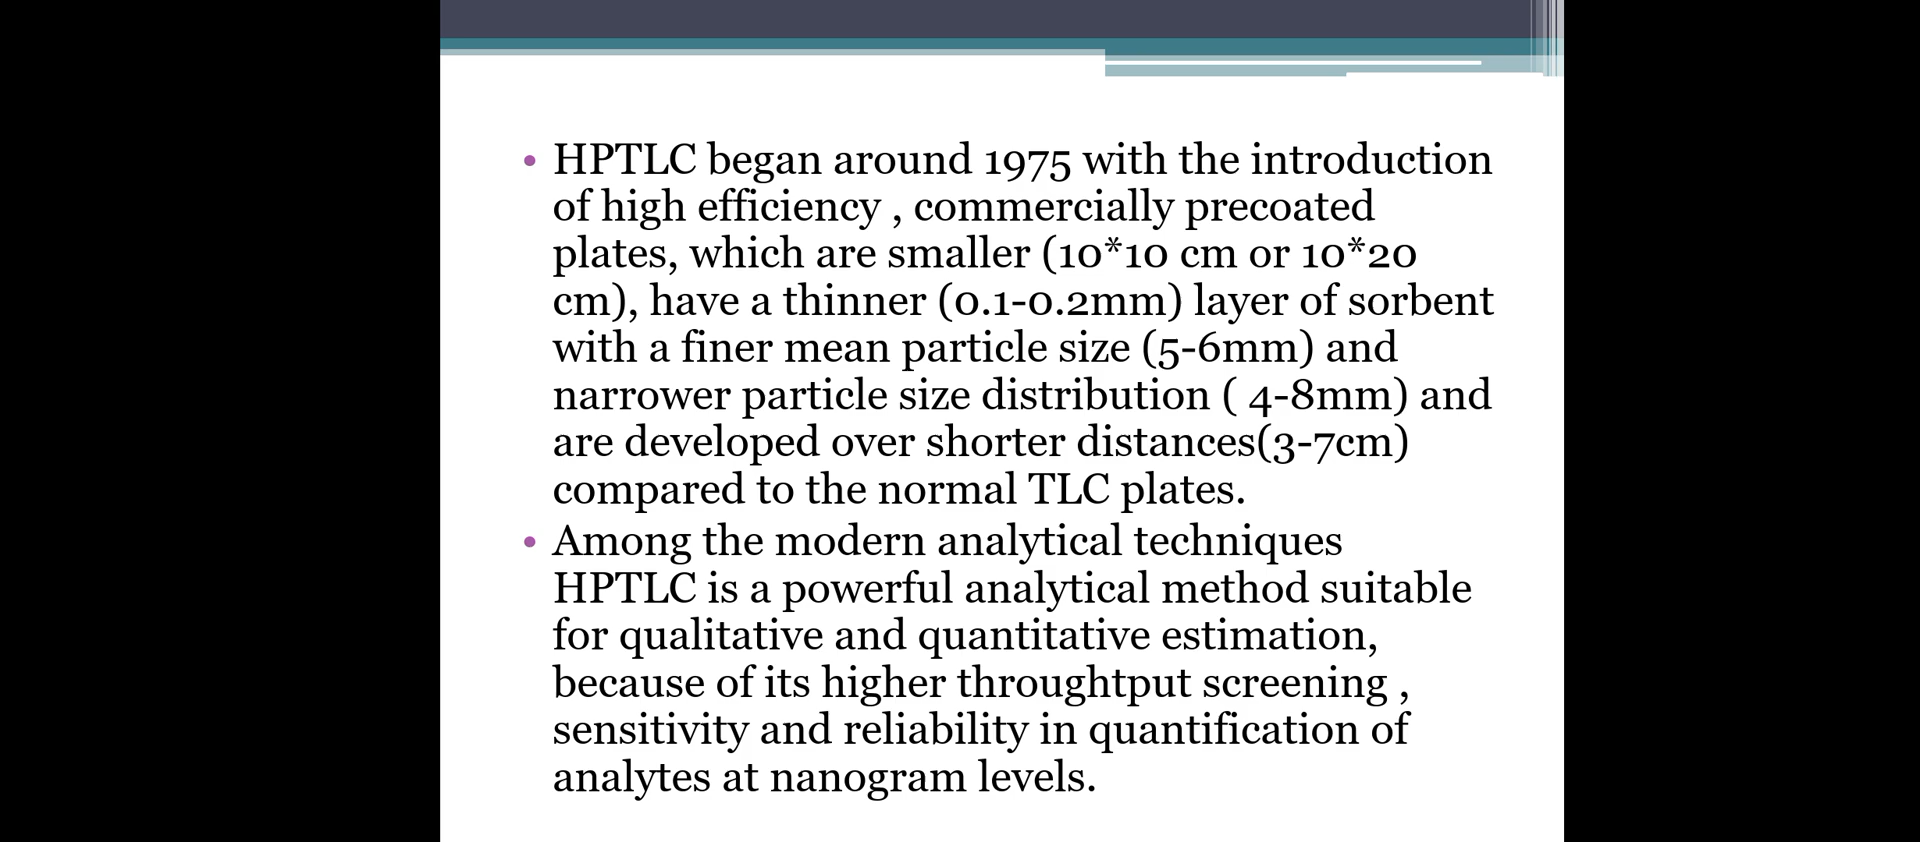 • HPTLC began around 1975 with the introduction
of high efficiency , commercially precoated
plates, which are smaller (10*10 cm or 10*20
cm), have a thinner (0.1-0.2mm) layer of sorbent
with a finer mean particle size (5-6mm) and
narrower particle size distribution ( 4-8mm) and
are developed over shorter distances(3-7cm)
compared to the normal TLC plates.
• Among the modern analytical techniques
HPTLC is a powerful analytical method suitable
for qualitative and quantitative estimation,
because of its higher throughtput screening ,
sensitivity and reliability in quantification of
analytes at nanogram levels.